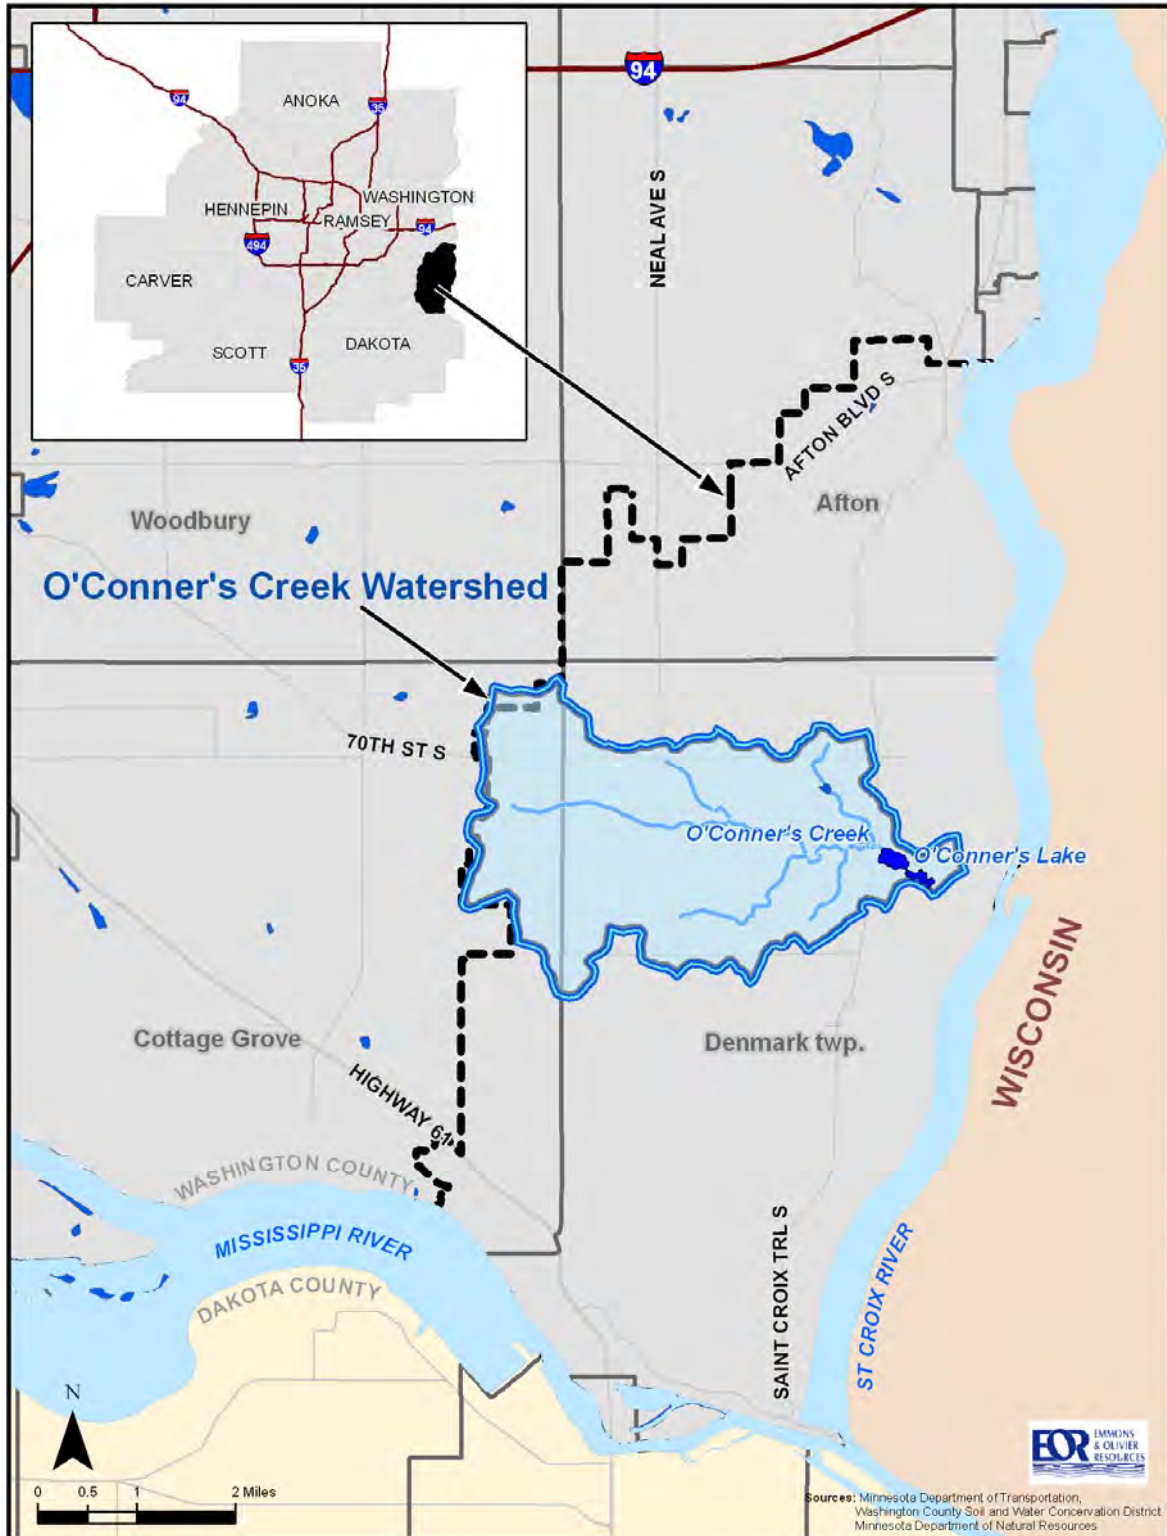 94
ANOKA
35
HENNEPIN
WASHINGTON
RAMSEY
94
494
CARVER
SCOTT
DAKOTA
35
94
NEAL AVE S
AFTON BLVD S
Afton
Woodbury
O'Conner's Creek Watershed
70TH ST S
O'Conner's Creek
O'Conner's Lake
WISCONSIN
Cottage Grove
Denmark twp.
HIGHWAY 61
WASHINGTON COUNTY
MISSISSIPPI RIVER
DAKOTA COUNTY
SAINT CROIX TRL S
ST CROIX RIVER
N
0 0.5 1 2 Miles
EOR
EMMONS
& OLIVIER
RESOURCES
Sources: Minnesota Department of Transportation,
Washington County Soil and Water Concervation District
Minnesota Department of Natural Resources